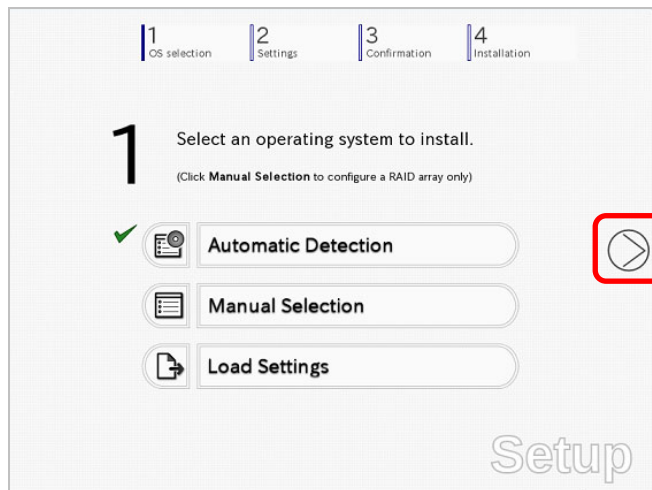 1
OS selection
2
Settings
3
Confirmation
4
Installation
1
Select an operating system to install.
(Click Manual Selection to configure a RAID array only)
Automatic Detection
Manual Selection
Load Settings
Setup